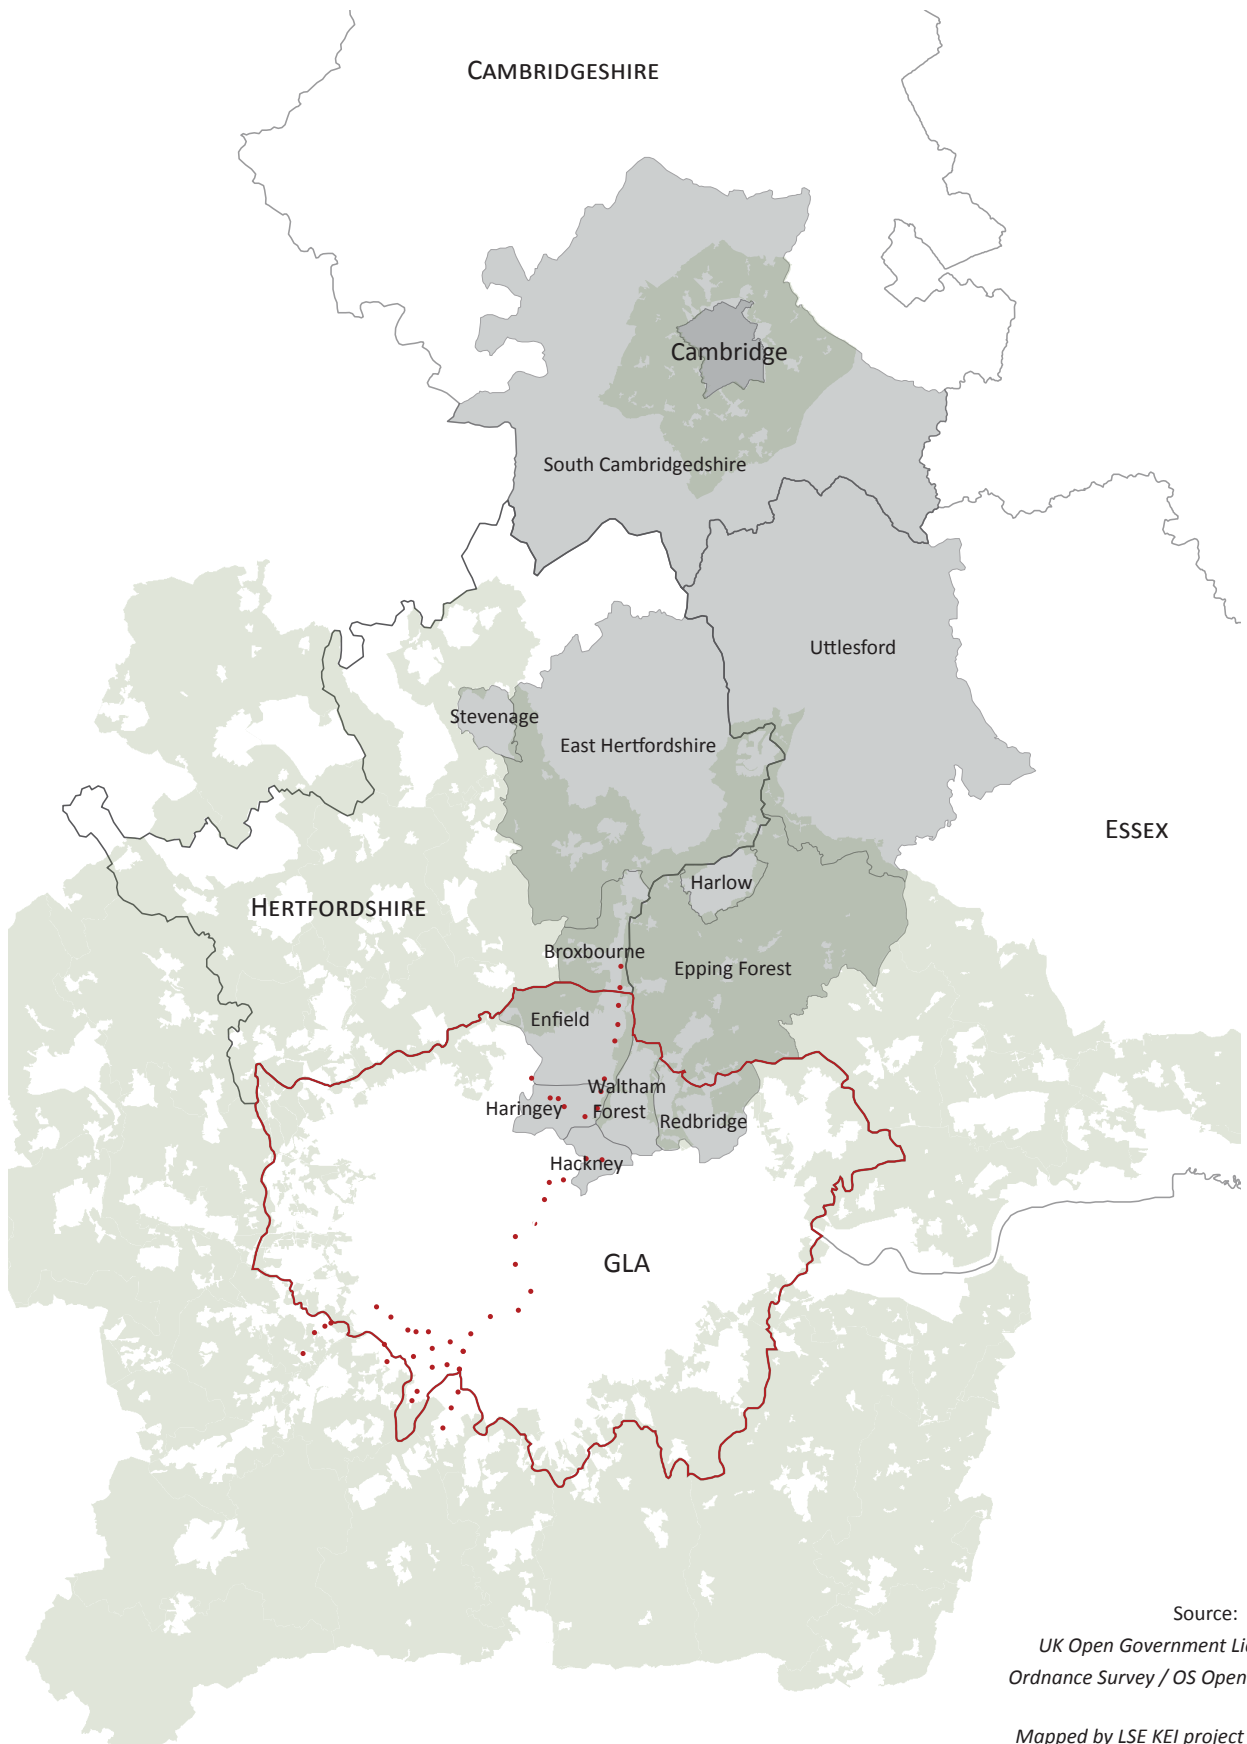 CAMBRIDGESHIRE
Cambridge
South Cambridgedshire
Uttlesford
Stevenage
East Hertfordshire
ESSEX
Harlow
HERTFORDSHIRE
Broxbourne
Epping Forest
Enfield
Waltham
Forest
Haringey
Redbridge
Hackney
GLA
Source:
UK Open Government Li
Ordnance Survey / OS Open
Mapped by LSE KEI project